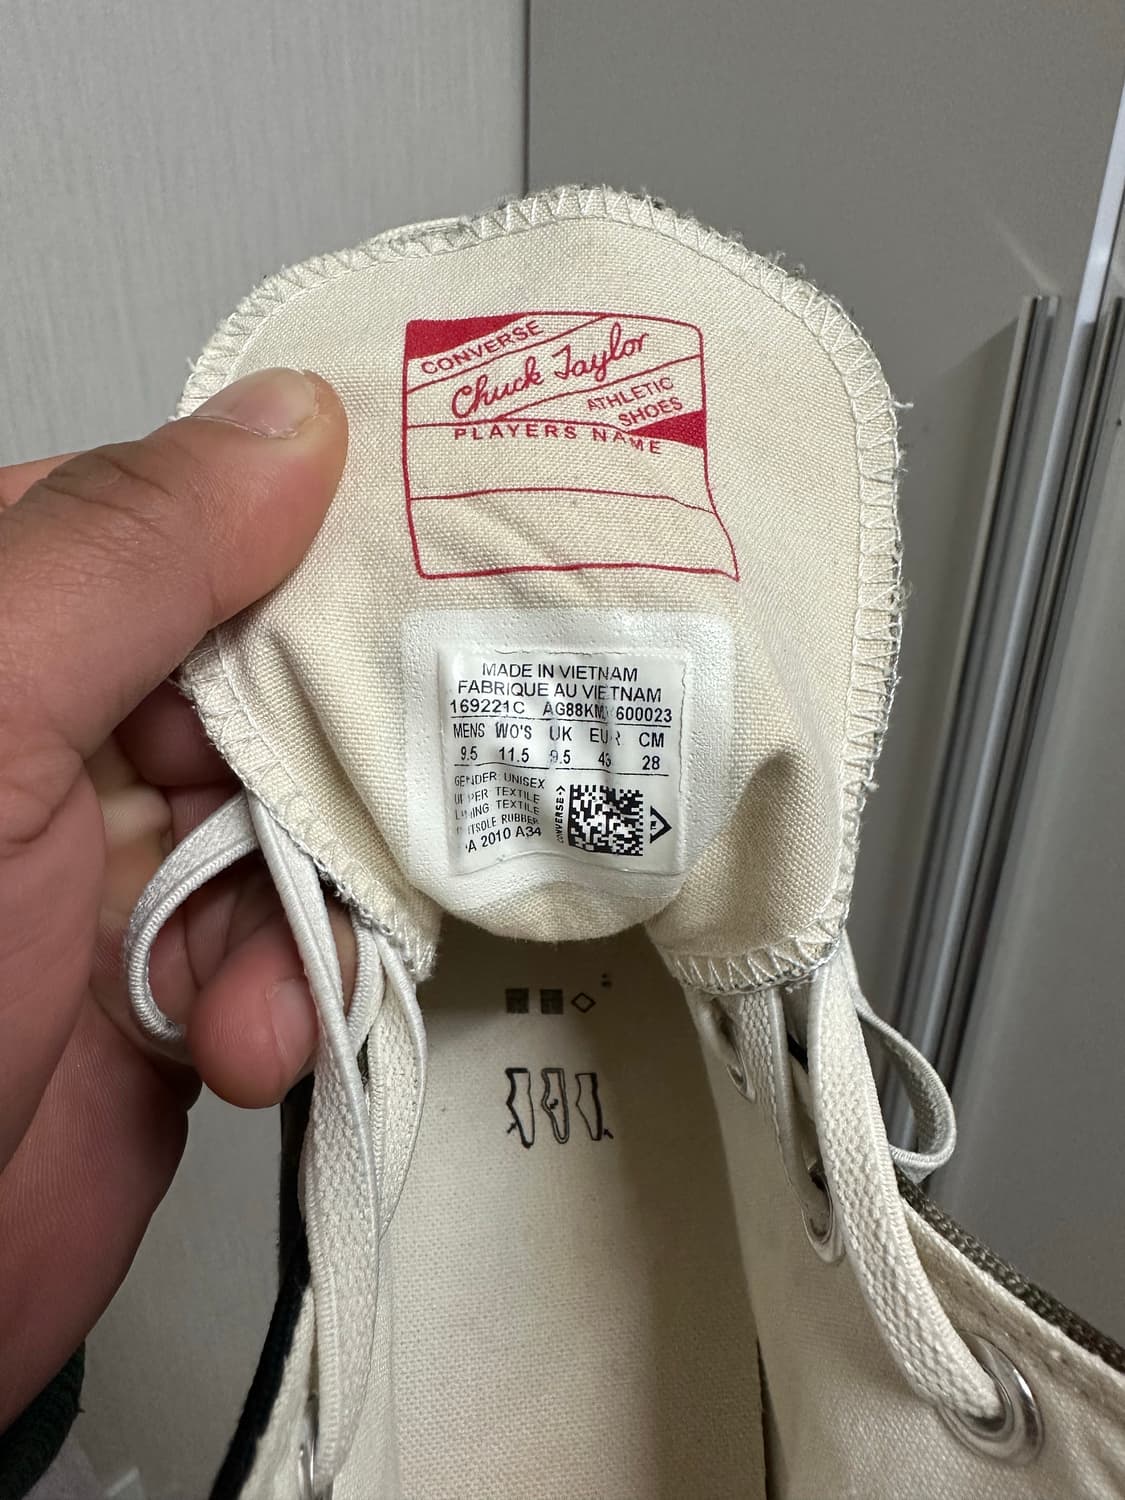 CONVERSE
Chuck Taylor
ATHLETIC
SHOES
PLAYERS NAME
MADE IN VIETNAM
FABRIQUE AU VIETNAM
169221C 600023
MENS WO'S UK EUR CM
9.5 11.5 9.5 28
GENDER: UNISEX
UPPER TEXTILE
LINING TEXTILE
OUTSOLE RUBBER
2010 A34
CONVERSE